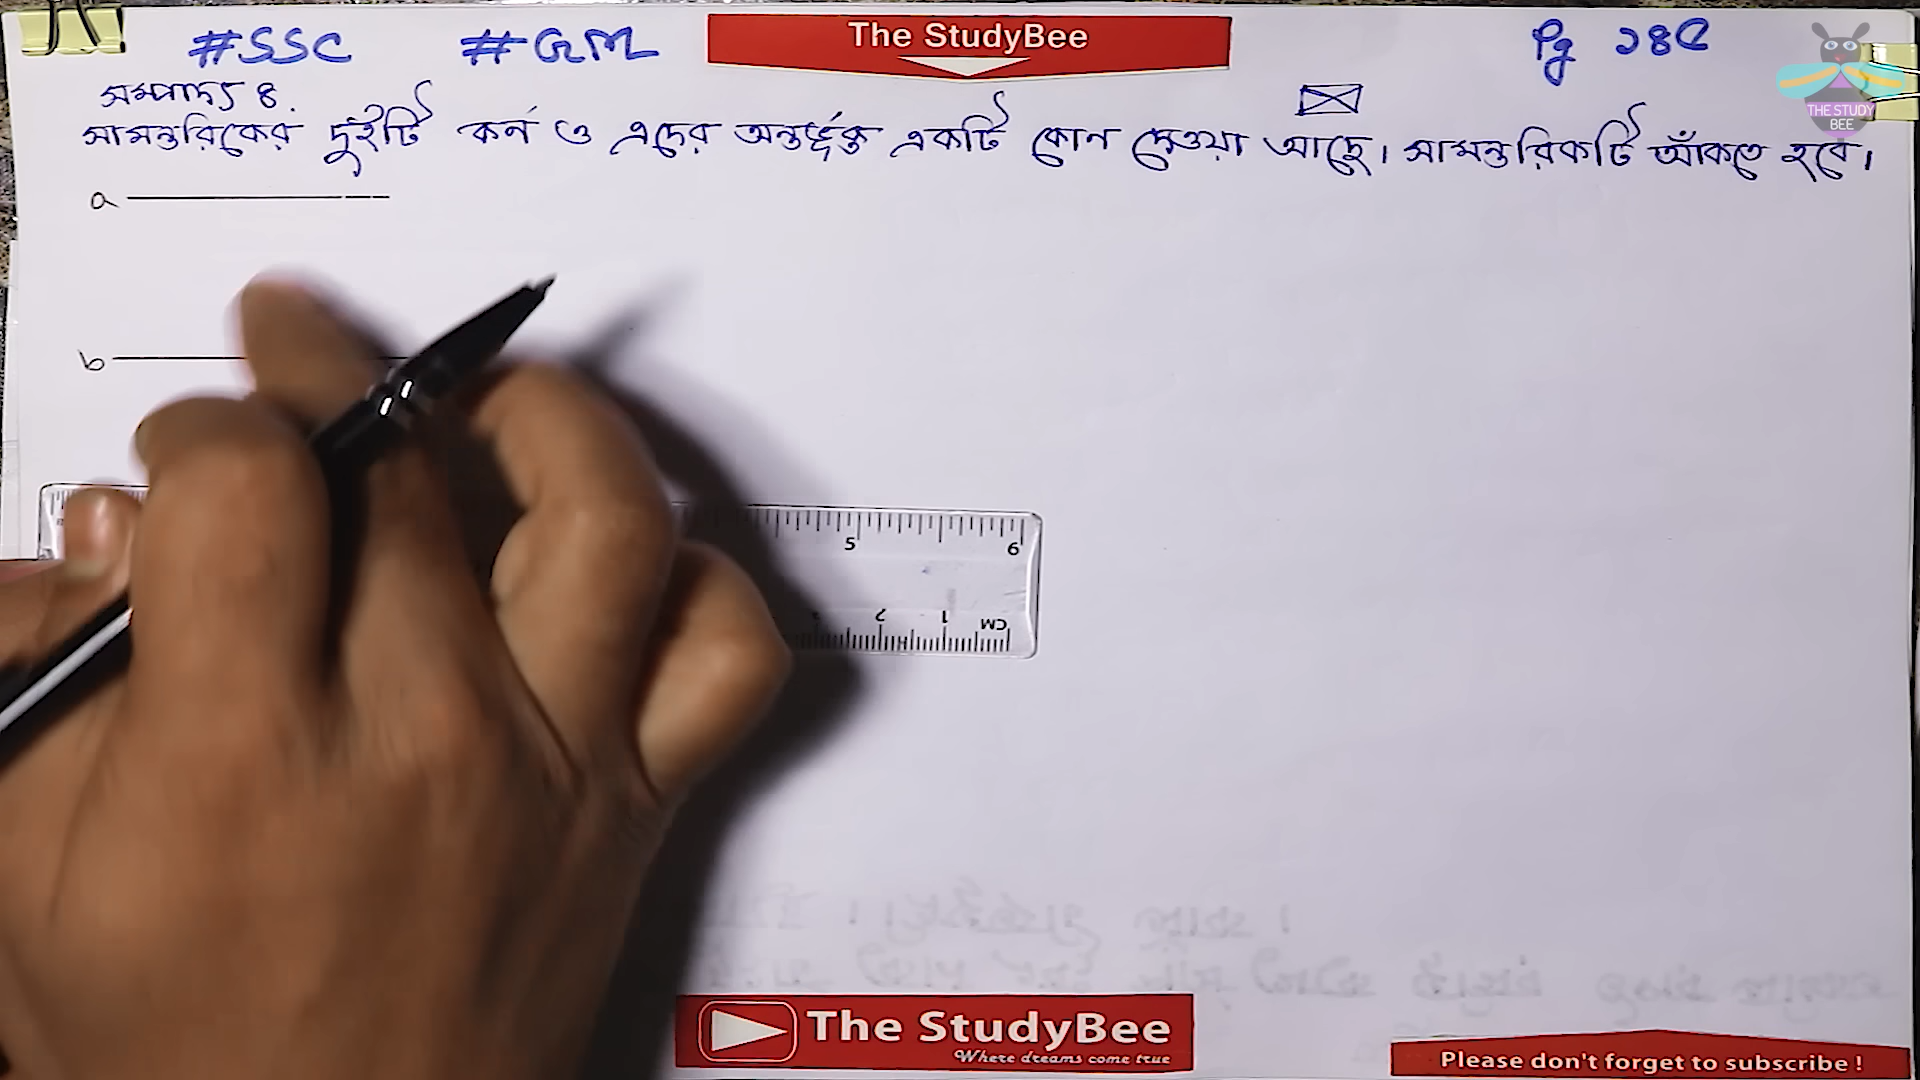 #SSC #GM The StudyBee Pg ১৪৫
THE STUDY
BEE
সম্পাদ্য ৪.
সামন্তরিকের দুইটি কর্ন ও এদের অন্তর্ভুক্ত একটি কোন দেওয়া আছে। সামন্তরিকটি আঁকতে হবে।
a
b
5 6
2 1 CM
The StudyBee
Where dreams come true
Please don't forget to subscribe !